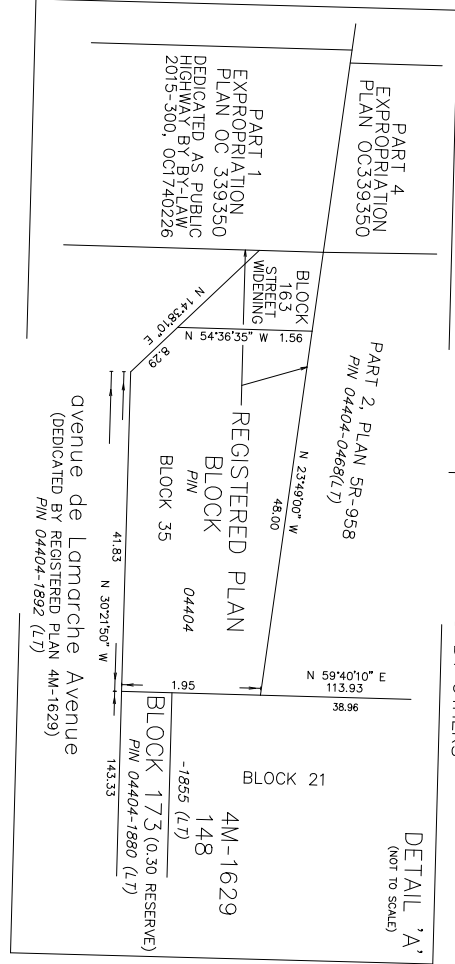 DETAIL 'A'
(NOT TO SCALE)
PART 4
EXPROPRIATION
PLAN OC339350
PART 2, PLAN 5R-958
PIN 04404-0468(LT)
PART 1
EXPROPRIATION
PLAN OC 339350
DEDICATED AS PUBLIC
HIGHWAY BY BY-LAW
2015-300, OC1740226
BLOCK
163
STREET
WIDENING
N 54°36'35" W 1.56
N 14°38'10" E
8.29
N 23°49'00" W
48.00
N 59°40'10" E
113.93
38.96
REGISTERED PLAN 4M-1629
BLOCK 148
PIN 04404-1855 (LT)
BLOCK 35
BLOCK 21
1.95
BLOCK 173 (0.30 RESERVE)
PIN 04404-1880 (LT)
41.83
N 30°21'50" W
143.33
avenue de Lamarche Avenue
(DEDICATED BY REGISTERED PLAN 4M-1629)
PIN 04404-1892 (LT)